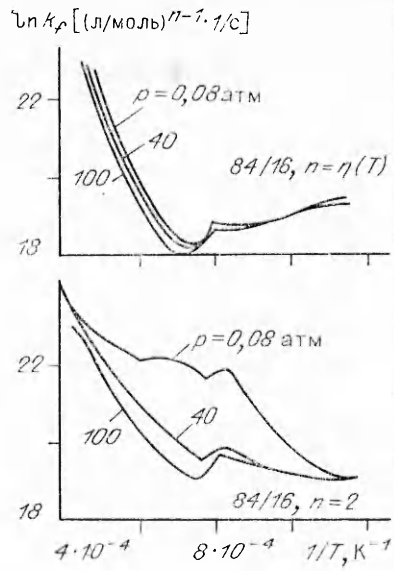 ln k_f [(л/моль)^{n-1} · 1/с]
22
p = 0,08 атм
40
100
84/16, n = η(T)
18
22
p = 0,08 атм
40
100
84/16, n = 2
18
4·10⁻⁴ 8·10⁻⁴ 1/T, К⁻¹